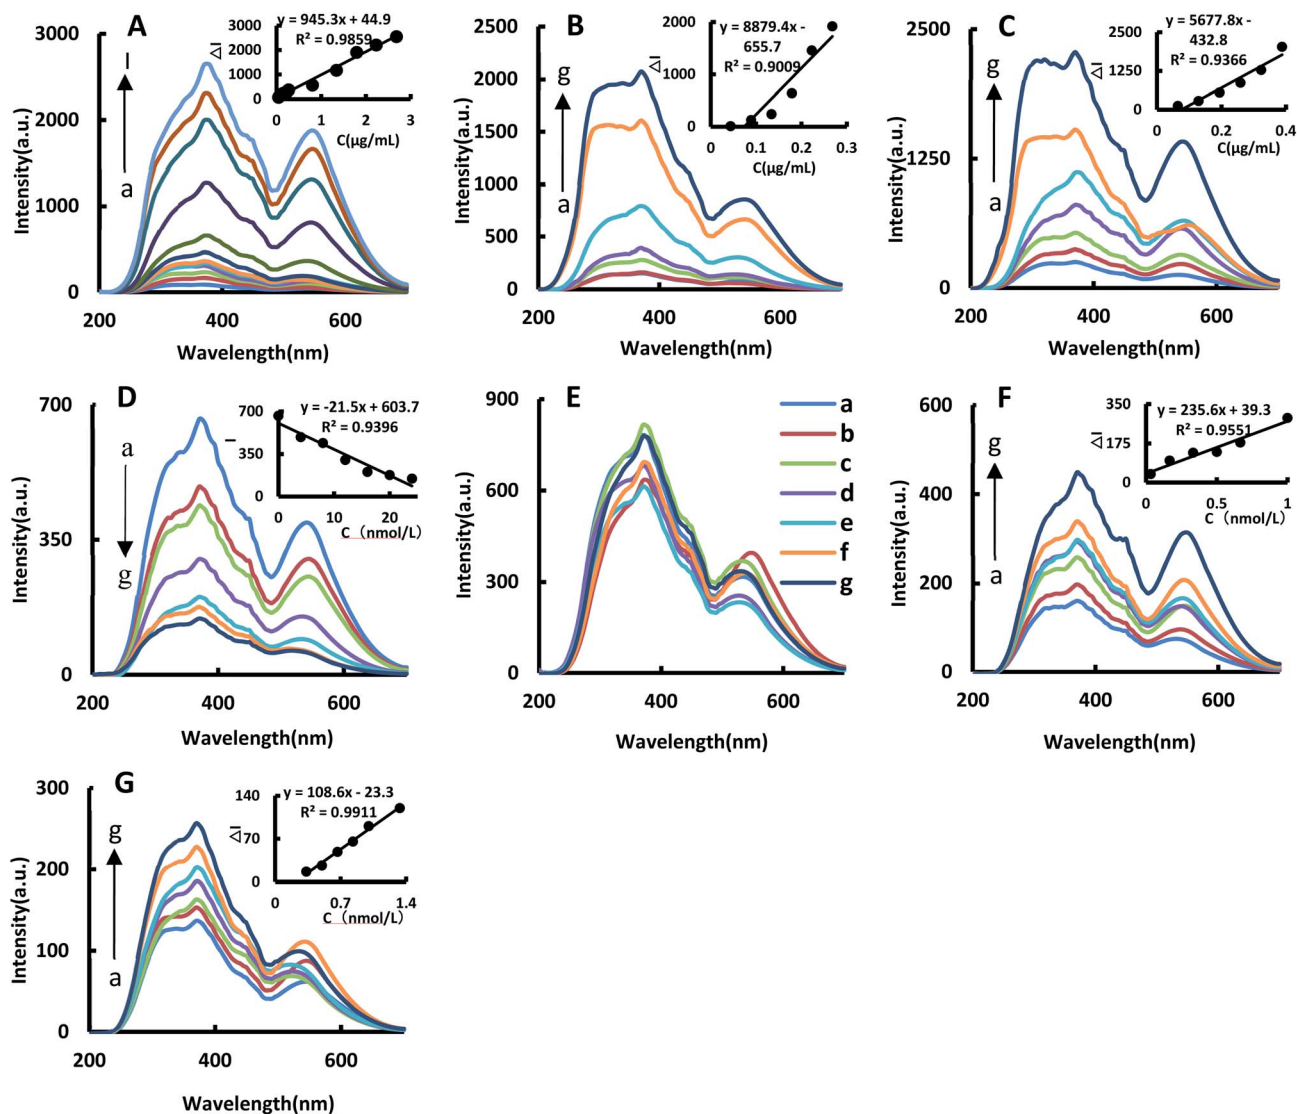 A
y = 945.3x + 44.9
R² = 0.9859
3000
2000
1000
0
△I
0 1 2 3
C(μg/mL)
l
a
3000
2000
1000
0
Intensity(a.u.)
200 400 600
Wavelength(nm)
B
y = 8879.4x -
655.7
R² = 0.9009
2000
1000
0
△I
0 0.1 0.2 0.3
C(μg/mL)
g
a
2500
2000
1500
1000
500
0
Intensity(a.u.)
200 400 600
Wavelength(nm)
C
y = 5677.8x -
432.8
R² = 0.9366
2500
1250
0
△I
0 0.2 0.4
C(μg/mL)
g
a
2500
1250
0
Intensity(a.u.)
200 400 600
Wavelength(nm)
D
y = -21.5x + 603.7
R² = 0.9396
700
350
0
I
0 10 20
C（nmol/L）
a
g
700
350
0
Intensity(a.u.)
200 400 600
Wavelength(nm)
E
a
b
c
d
e
f
g
900
600
300
0
Intensity(a.u.)
200 400 600
Wavelength(nm)
F
y = 235.6x + 39.3
R² = 0.9551
350
175
0
△I
0 0.5 1
C（nmol/L）
g
a
600
400
200
0
Intensity(a.u.)
200 400 600
Wavelength(nm)
G
y = 108.6x - 23.3
R² = 0.9911
140
70
0
△I
0 0.7 1.4
C（nmol/L）
g
a
300
200
100
0
Intensity(a.u.)
200 400 600
Wavelength(nm)